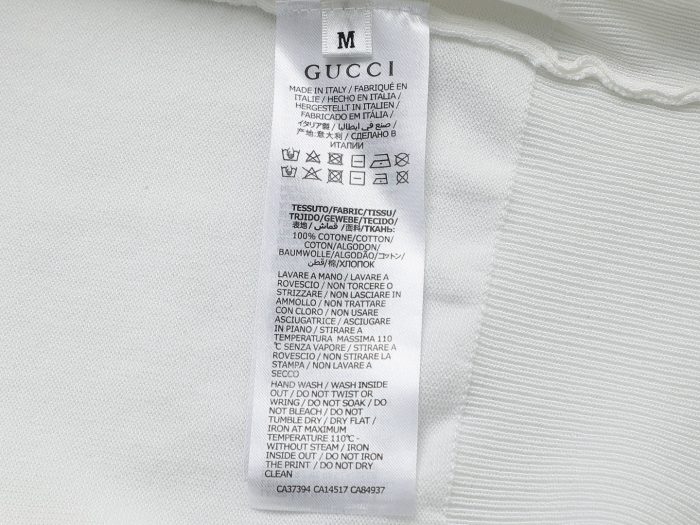 M
GUCCI
MADE IN ITALY / FABRIQUÉ EN
ITALIE / HECHO EN ITALIA /
HERGESTELLT IN ITALIEN /
FABRICADO EM ITÁLIA /
イタリア製 / صنع في ايطاليا /
产地:意大利 / СДЕЛАНО В
ИТАЛИИ
TESSUTO/FABRIC/TISSU/
TRJIDO/GEWEBE/TECIDO/
表地/ قماش /面料/ТКАНЬ:
100% COTONE/COTTON/
COTON/ALGODON/
BAUMWOLLE/ALGODÃO/コットン/
قطن/棉/ХЛОПОК
LAVARE A MANO / LAVARE A
ROVESCIO / NON TORCERE O
STRIZZARE / NON LASCIARE IN
AMMOLLO / NON TRATTARE
CON CLORO / NON USARE
ASCIUGATRICE / ASCIUGARE
IN PIANO / STIRARE A
TEMPERATURA MASSIMA 110
℃ SENZA VAPORE / STIRARE A
ROVESCIO / NON STIRARE LA
STAMPA / NON LAVARE A
SECCO
HAND WASH / WASH INSIDE
OUT / DO NOT TWIST OR
WRING / DO NOT SOAK / DO
NOT BLEACH / DO NOT
TUMBLE DRY / DRY FLAT /
IRON AT MAXIMUM
TEMPERATURE 110℃ -
WITHOUT STEAM / IRON
INSIDE OUT / DO NOT IRON
THE PRINT / DO NOT DRY
CLEAN
CA37394 CA14517 CA84937